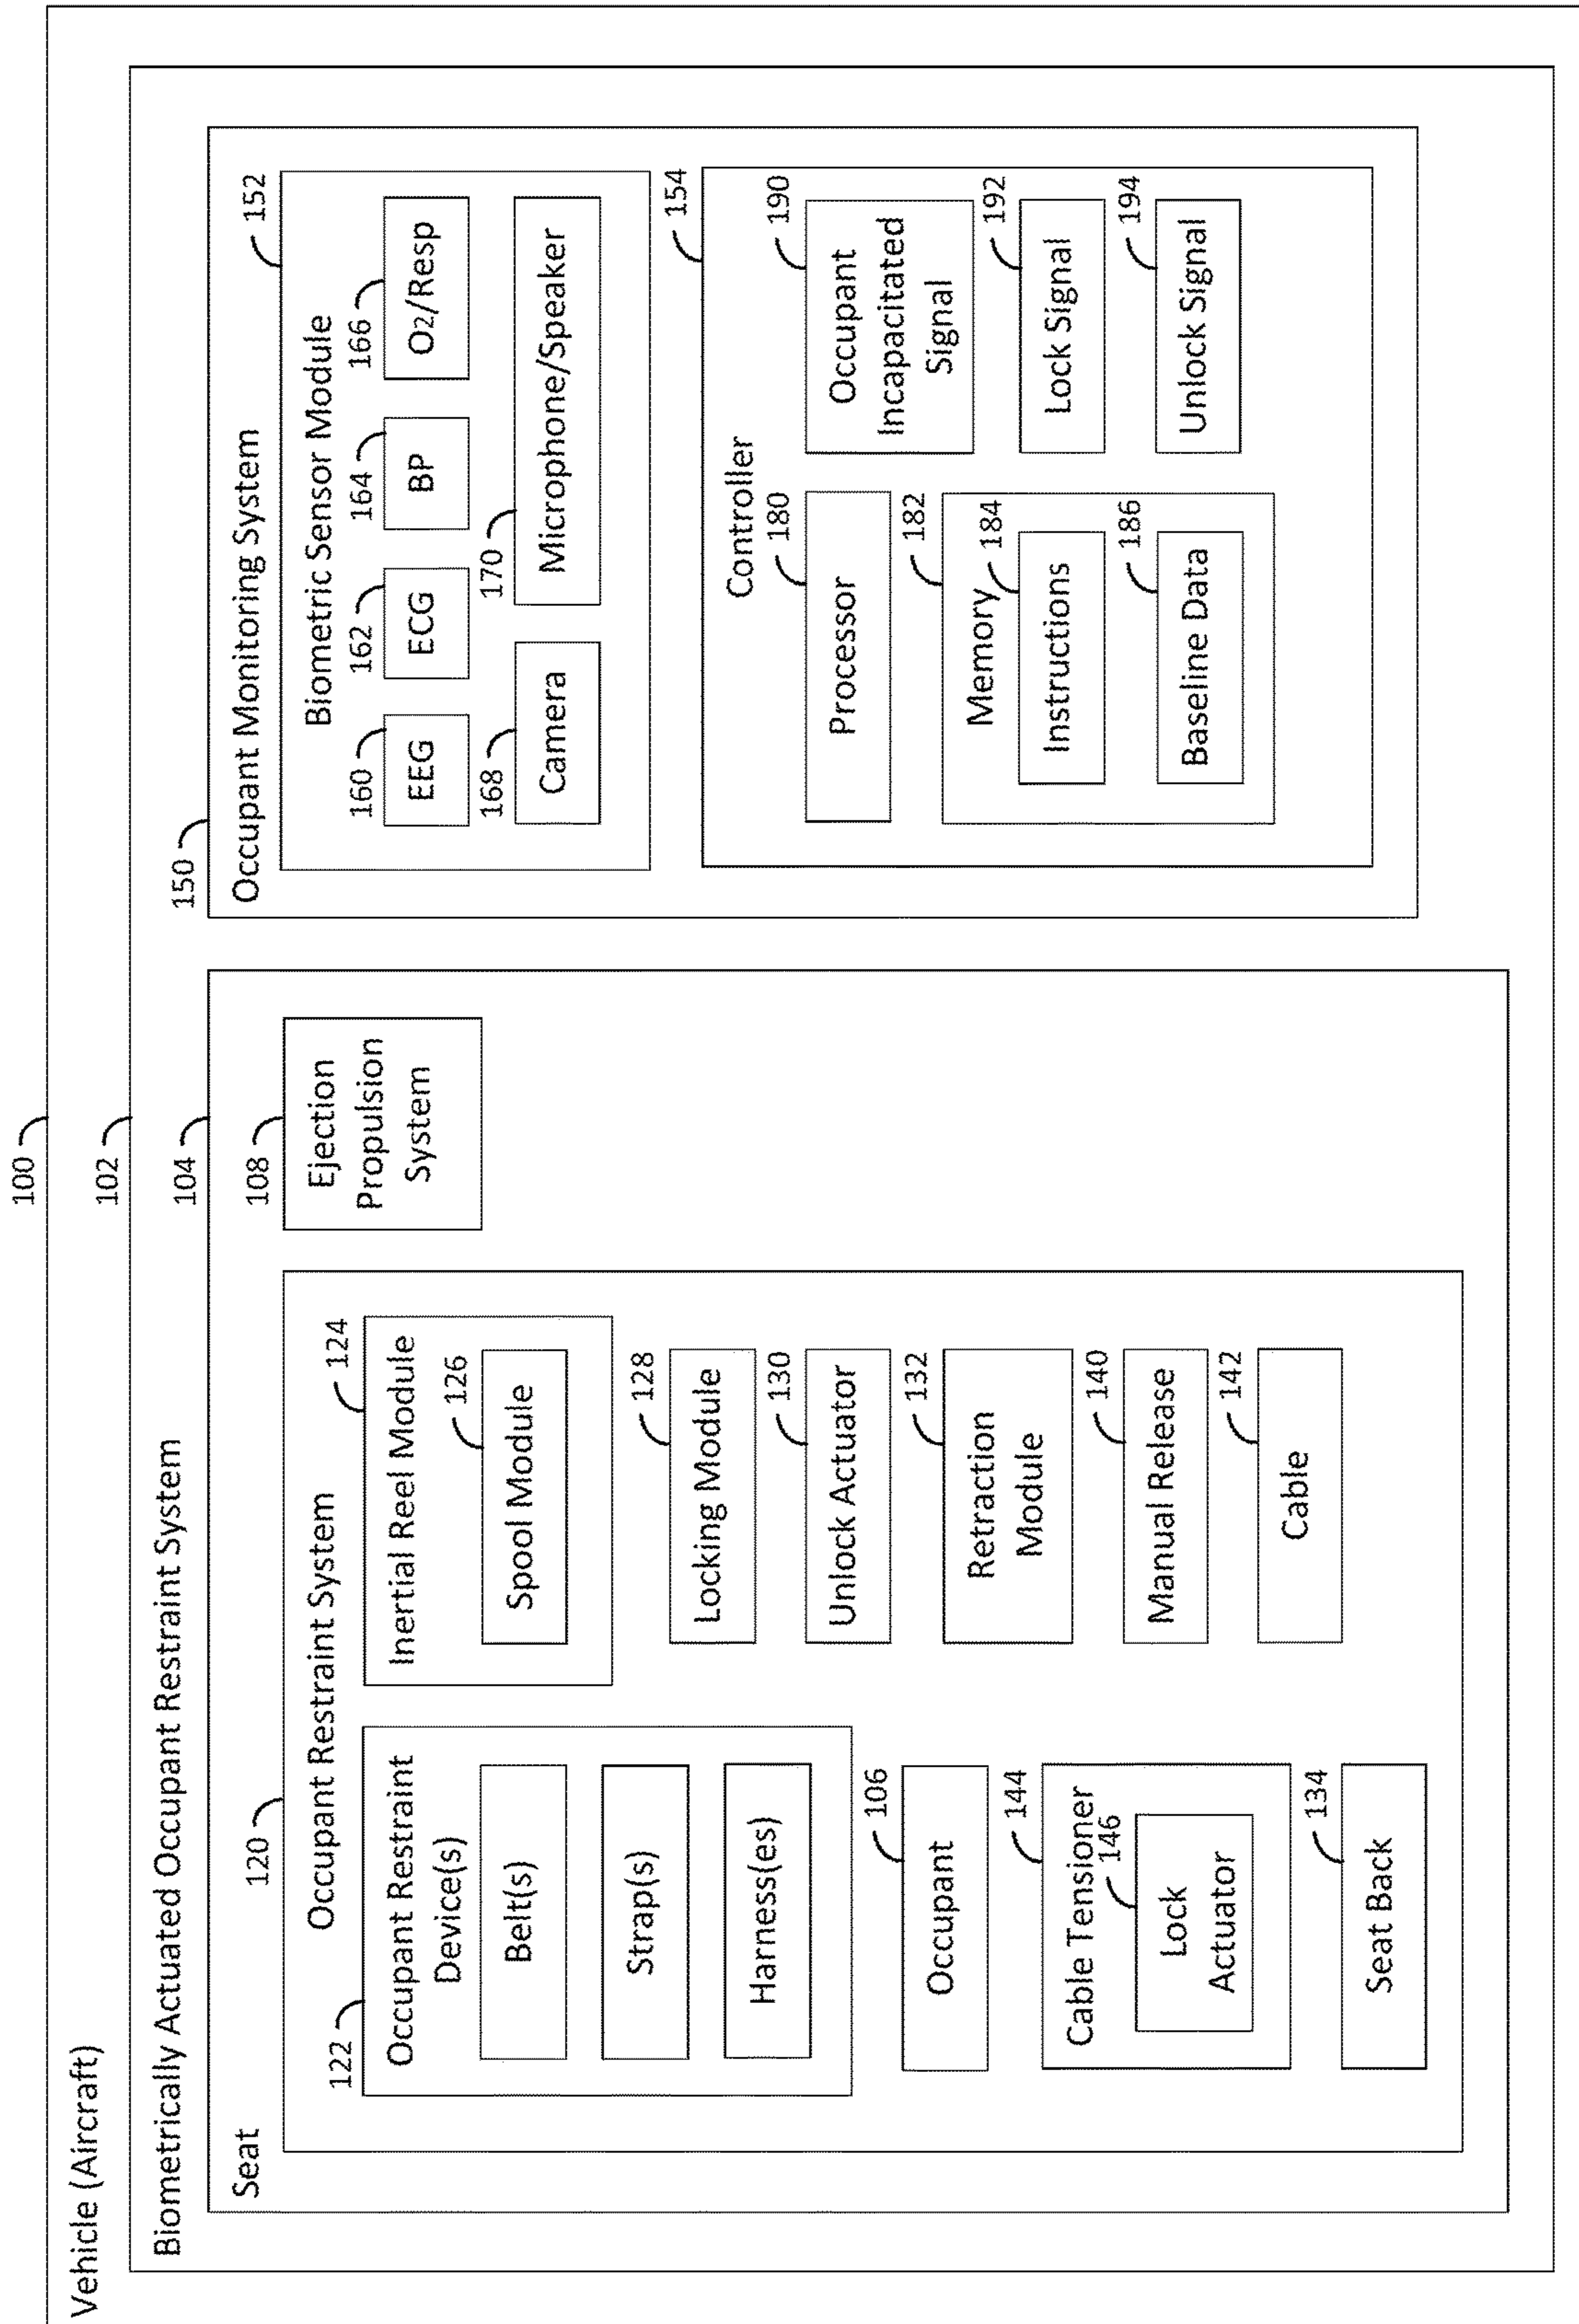 100
Vehicle (Aircraft)
102
Biometrically Actuated Occupant Restraint System
104
Seat
120
Occupant Restraint System
122
Occupant Restraint
Device(s)
Belt(s)
Strap(s)
Harness(es)
106
Occupant
144
Cable Tensioner
146
Lock
Actuator
134
Seat Back
124
Inertial Reel Module
126
Spool Module
128
Locking Module
130
Unlock Actuator
132
Retraction
Module
140
Manual Release
142
Cable
108
Ejection
Propulsion
System
150
Occupant Monitoring System
152
Biometric Sensor Module
160
EEG
162
ECG
164
BP
166
O2/Resp
168
Camera
170
Microphone/Speaker
154
Controller
180
Processor
182
Memory
184
Instructions
186
Baseline Data
190
Occupant
Incapacitated
Signal
192
Lock Signal
194
Unlock Signal